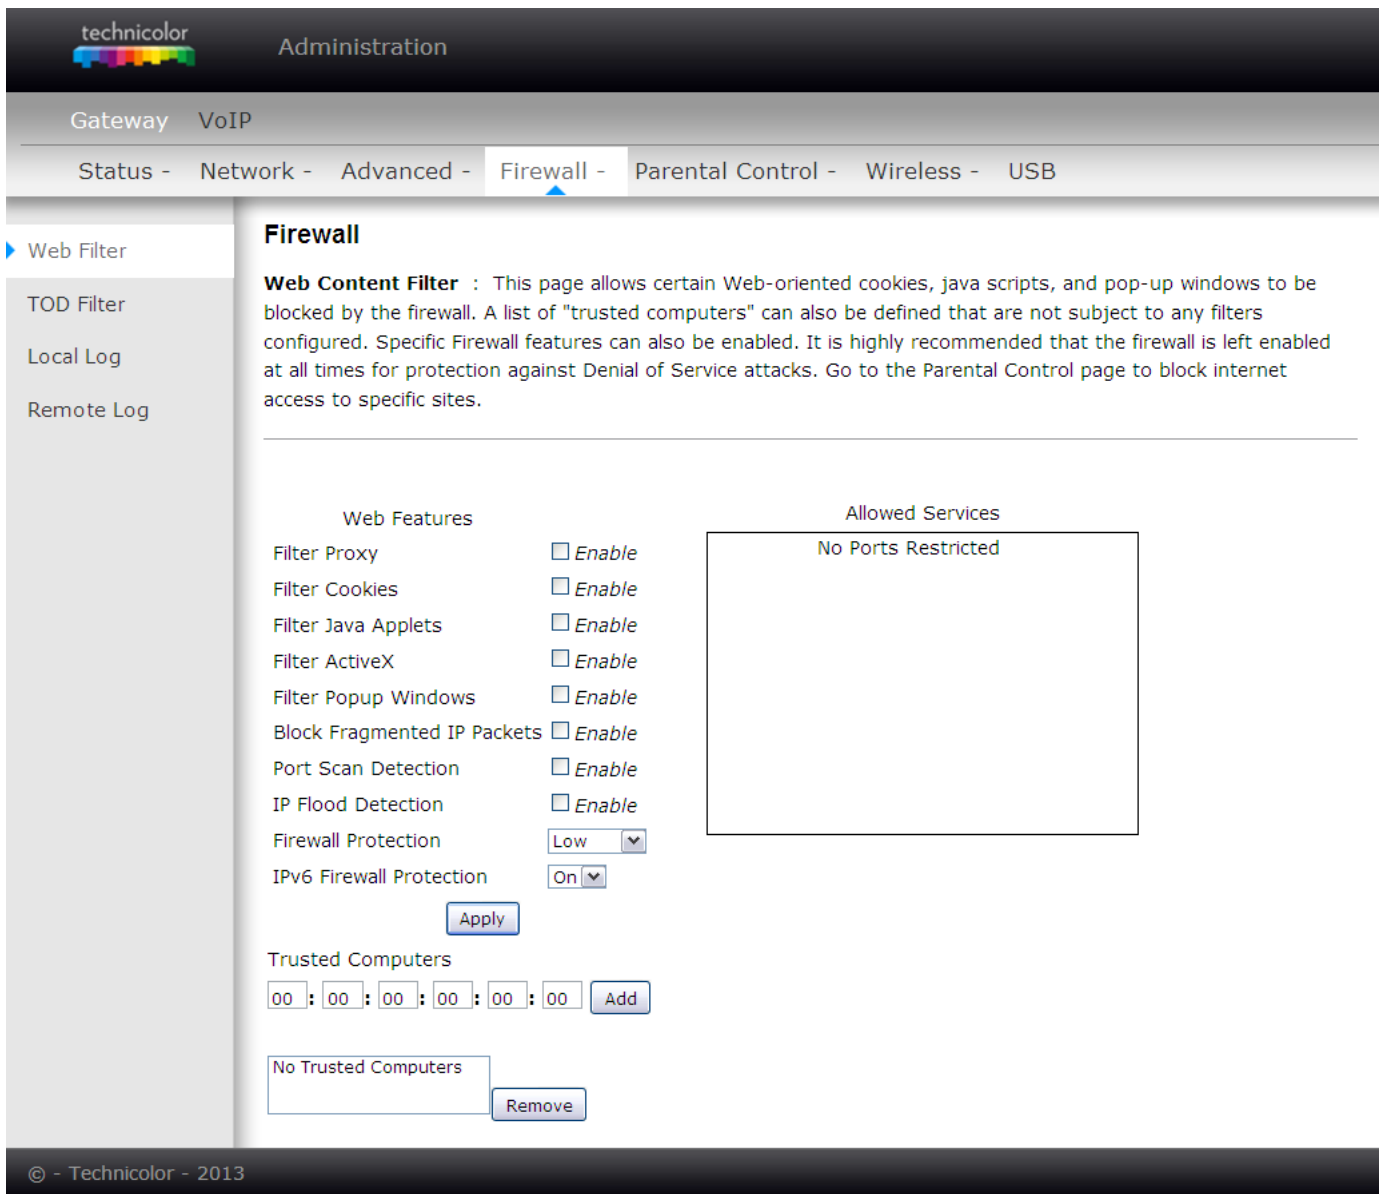 technicolor
Administration
Gateway VoIP
Status - Network - Advanced - Firewall - Parental Control - Wireless - USB
Web Filter
TOD Filter
Local Log
Remote Log
Firewall
Web Content Filter : This page allows certain Web-oriented cookies, java scripts, and pop-up windows to be
blocked by the firewall. A list of "trusted computers" can also be defined that are not subject to any filters
configured. Specific Firewall features can also be enabled. It is highly recommended that the firewall is left enabled
at all times for protection against Denial of Service attacks. Go to the Parental Control page to block internet
access to specific sites.
Web Features
Filter Proxy Enable
Filter Cookies Enable
Filter Java Applets Enable
Filter ActiveX Enable
Filter Popup Windows Enable
Block Fragmented IP Packets Enable
Port Scan Detection Enable
IP Flood Detection Enable
Firewall Protection Low
IPv6 Firewall Protection On
Apply
Allowed Services
No Ports Restricted
Trusted Computers
00 : 00 : 00 : 00 : 00 : 00 Add
No Trusted Computers
Remove
© - Technicolor - 2013